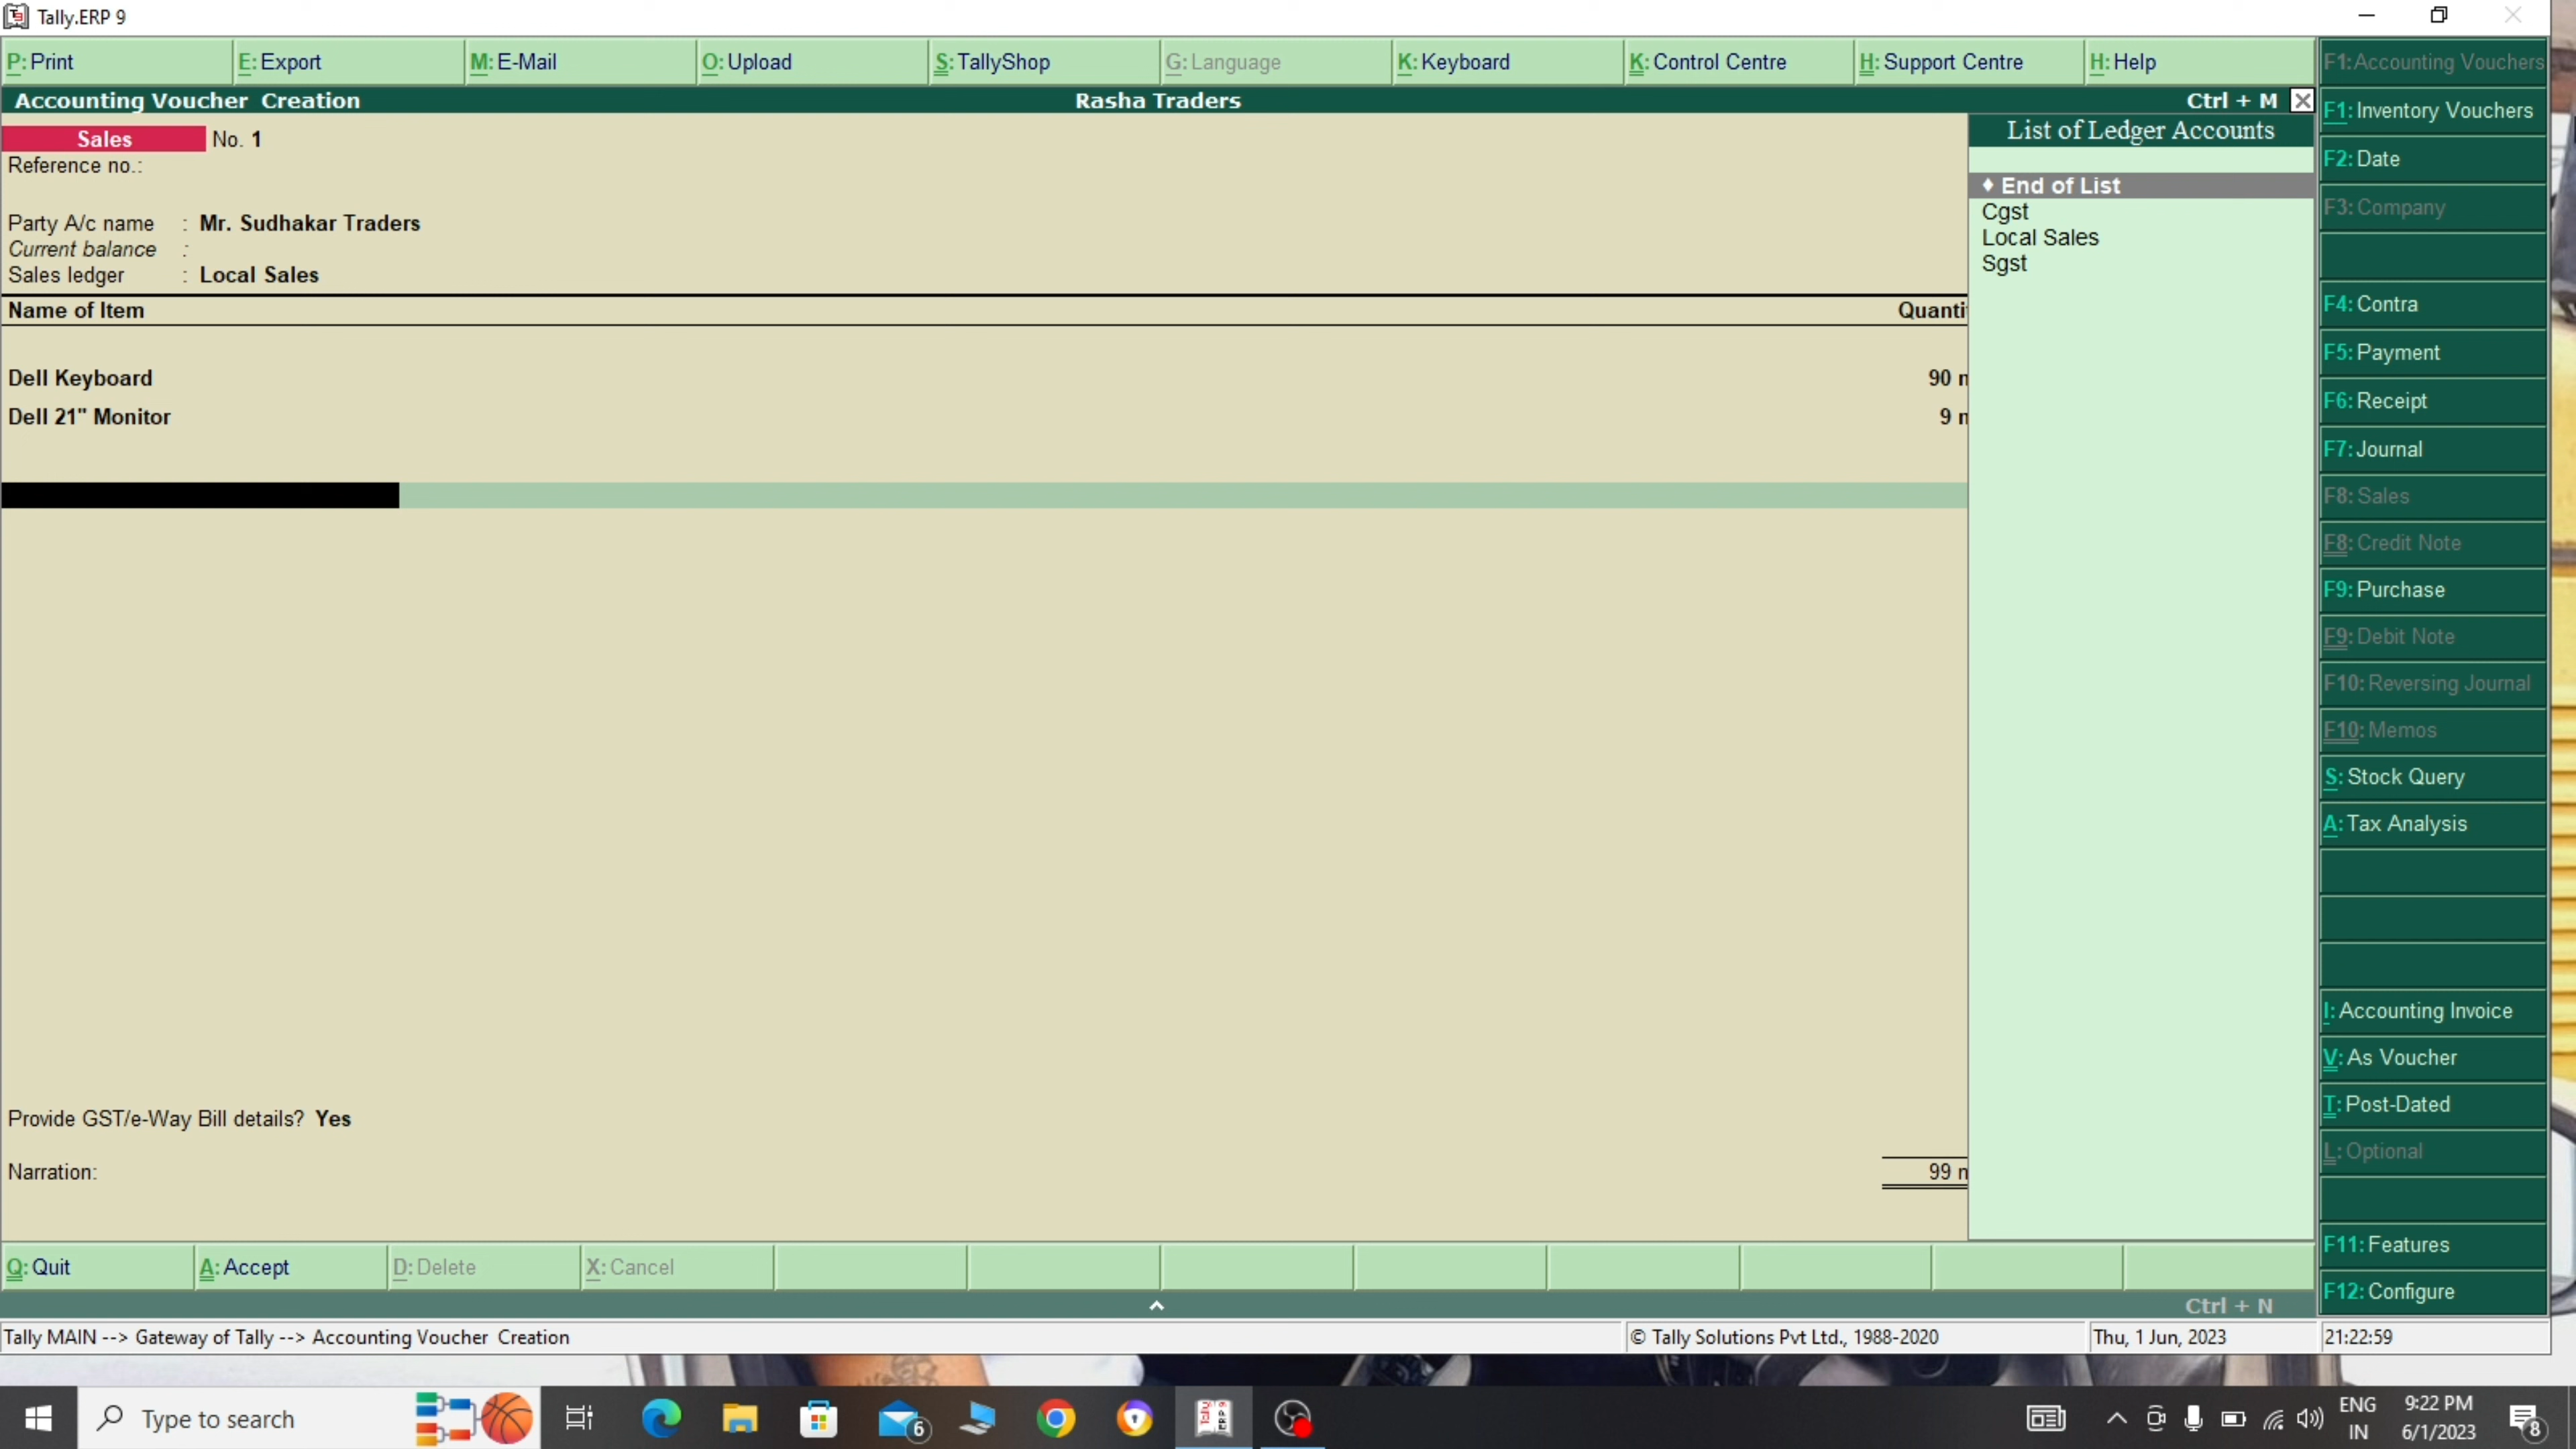 Tally.ERP 9
P: Print E: Export M: E-Mail O: Upload S: TallyShop G: Language K: Keyboard K: Control Centre H: Support Centre H: Help
Accounting Voucher Creation Rasha Traders Ctrl + M
Sales No. 1
Reference no.:
Party A/c name : Mr. Sudhakar Traders
Current balance :
Sales ledger : Local Sales
Name of Item Quanti
Dell Keyboard 90 n
Dell 21" Monitor 9 n
Provide GST/e-Way Bill details? Yes
Narration: 99 n
List of Ledger Accounts
♦ End of List
Cgst
Local Sales
Sgst
F1: Accounting Vouchers
F1: Inventory Vouchers
F2: Date
F3: Company
F4: Contra
F5: Payment
F6: Receipt
F7: Journal
F8: Sales
F8: Credit Note
F9: Purchase
F9: Debit Note
F10: Reversing Journal
F10: Memos
S: Stock Query
A: Tax Analysis
I: Accounting Invoice
V: As Voucher
T: Post-Dated
L: Optional
F11: Features
F12: Configure
Q: Quit A: Accept D: Delete X: Cancel
Ctrl + N
Tally MAIN --> Gateway of Tally --> Accounting Voucher Creation © Tally Solutions Pvt Ltd., 1988-2020 Thu, 1 Jun, 2023 21:22:59
Type to search 6 Tally ERP 9 ENG 9:22 PM
IN 6/1/2023 8